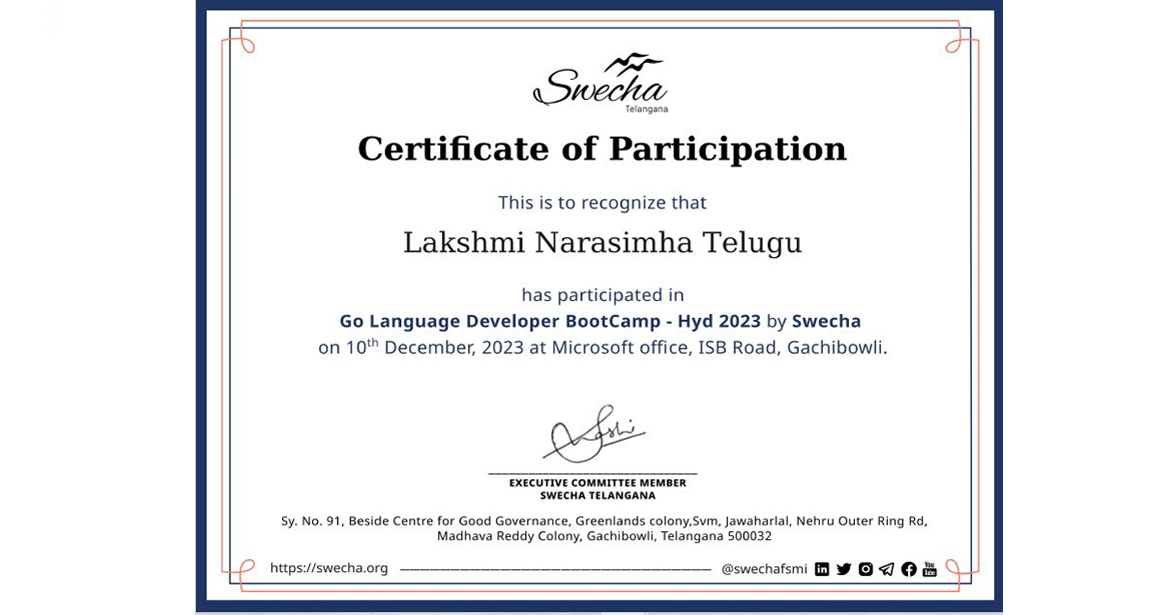 Swecha
Telangana
Certificate of Participation
This is to recognize that
Lakshmi Narasimha Telugu
has participated in
Go Language Developer BootCamp - Hyd 2023 by Swecha
on 10th December, 2023 at Microsoft office, ISB Road, Gachibowli.
EXECUTIVE COMMITTEE MEMBER
SWECHA TELANGANA
Sy. No. 91, Beside Centre for Good Governance, Greenlands colony,Svm, Jawaharlal, Nehru Outer Ring Rd,
Madhava Reddy Colony, Gachibowli, Telangana 500032
https://swecha.org @swechafsmi